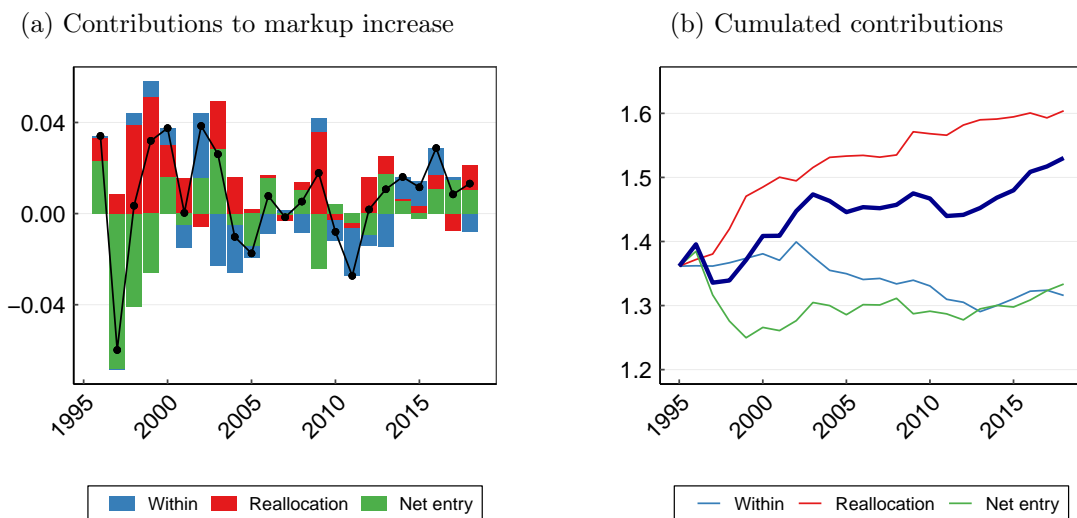 (a) Contributions to markup increase
0.04
0.00
−0.04
1995
2000
2005
2010
2015
Within
Reallocation
Net entry
(b) Cumulated contributions
1.6
1.5
1.4
1.3
1.2
1995
2000
2005
2010
2015
Within
Reallocation
Net entry